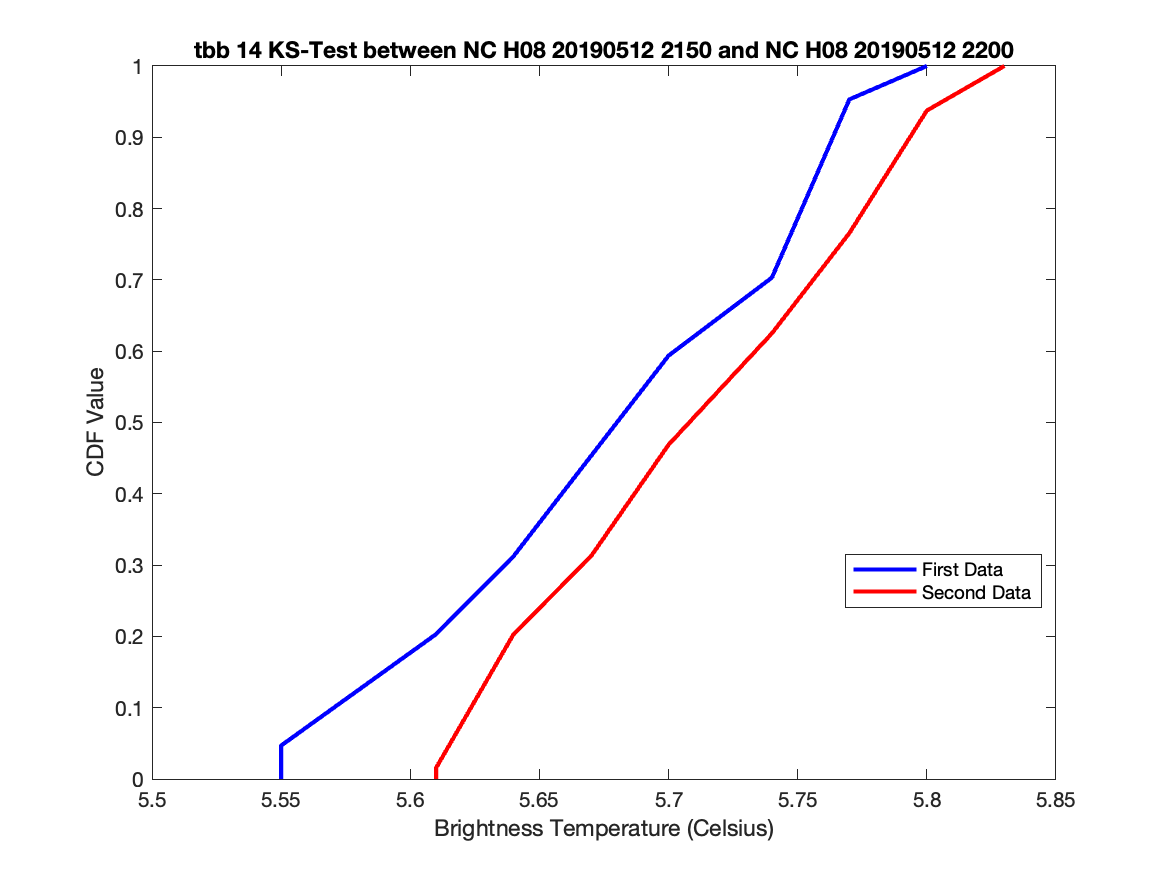 tbb 14 KS-Test between NC H08 20190512 2150 and NC H08 20190512 2200
1
0.9
0.8
0.7
0.6
0.5
0.4
0.3
0.2
0.1
0
CDF Value
First Data
Second Data
5.5 5.55 5.6 5.65 5.7 5.75 5.8 5.85
Brightness Temperature (Celsius)